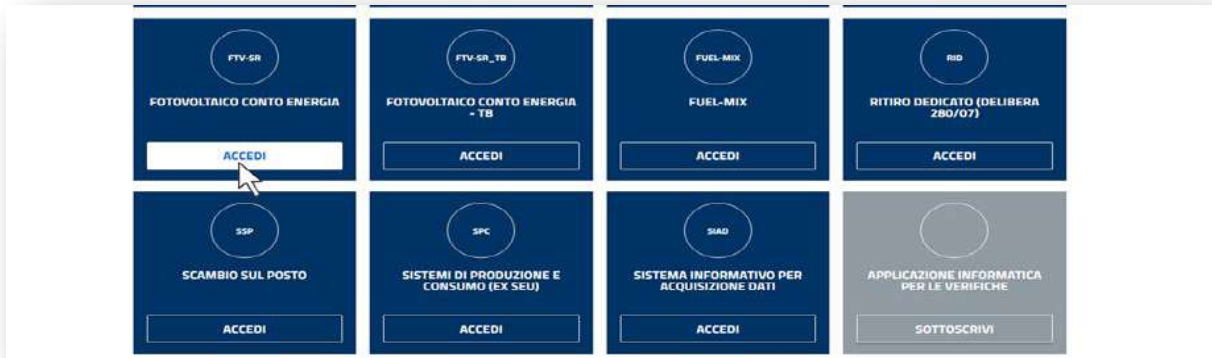 FTV-SR
FOTOVOLTAICO CONTO ENERGIA
ACCEDI
FTV-SR_TB
FOTOVOLTAICO CONTO ENERGIA
- TB
ACCEDI
FUEL-MIX
FUEL-MIX
ACCEDI
RID
RITIRO DEDICATO (DELIBERA
280/07)
ACCEDI
SSP
SCAMBIO SUL POSTO
ACCEDI
SPC
SISTEMI DI PRODUZIONE E
CONSUMO (EX SEU)
ACCEDI
SIAD
SISTEMA INFORMATIVO PER
ACQUISIZIONE DATI
ACCEDI
APPLICAZIONE INFORMATICA
PER LE VERIFICHE
SOTTOSCRIVI